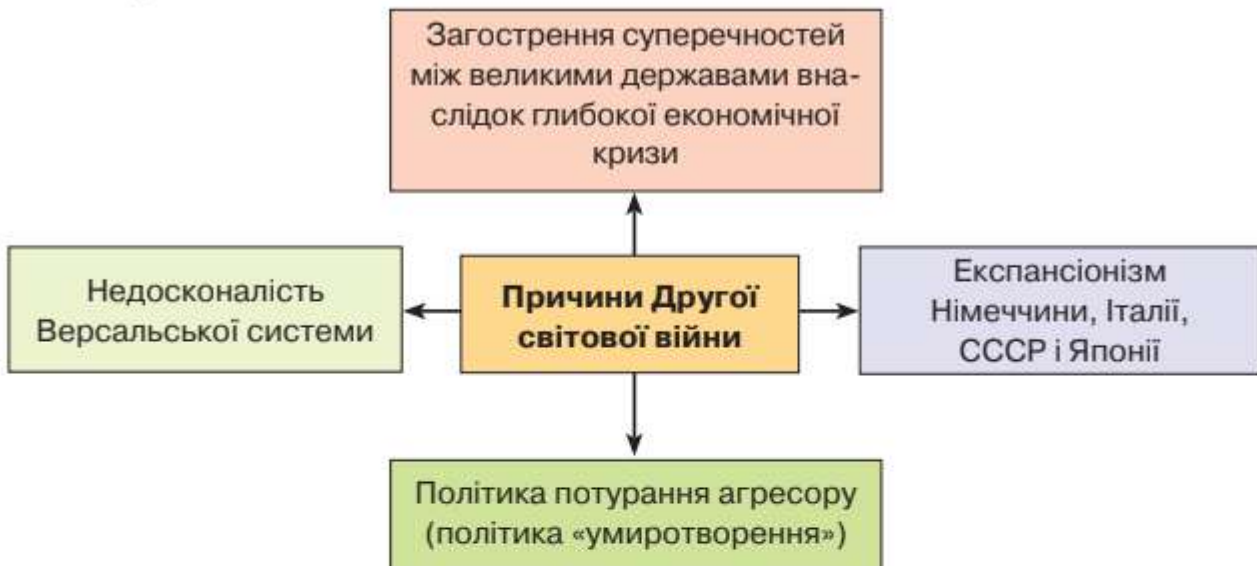 Загострення суперечностей
між великими державами вна-
слідок глибокої економічної
кризи
Недосконалість
Версальської системи
Причини Другої
світової війни
Експансіонізм
Німеччини, Італії,
СССР і Японії
Політика потурання агресору
(політика «умиротворення»)